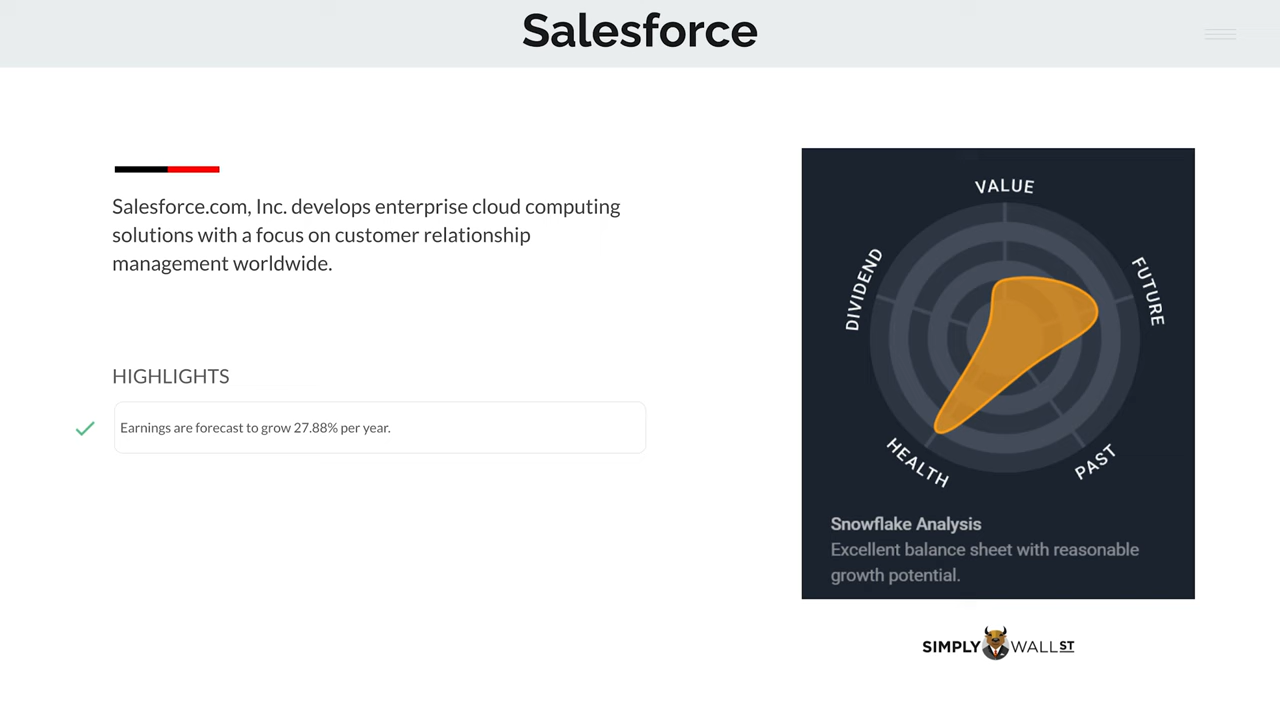 Salesforce
Salesforce.com, Inc. develops enterprise cloud computing
solutions with a focus on customer relationship
management worldwide.
HIGHLIGHTS
Earnings are forecast to grow 27.88% per year.
VALUE
FUTURE
PAST
HEALTH
DIVIDEND
Snowflake Analysis
Excellent balance sheet with reasonable
growth potential.
SIMPLY WALL ST